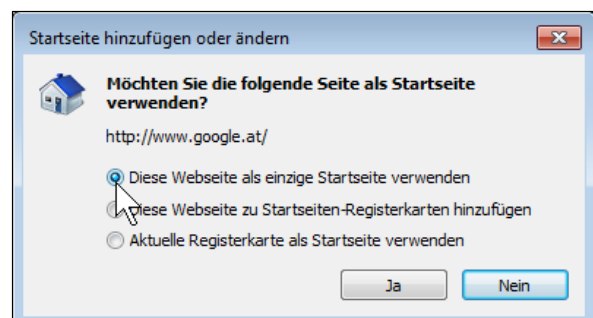 Startseite hinzufügen oder ändern
Möchten Sie die folgende Seite als Startseite
verwenden?
http://www.google.at/
Diese Webseite als einzige Startseite verwenden
Diese Webseite zu Startseiten-Registerkarten hinzufügen
Aktuelle Registerkarte als Startseite verwenden
Ja Nein